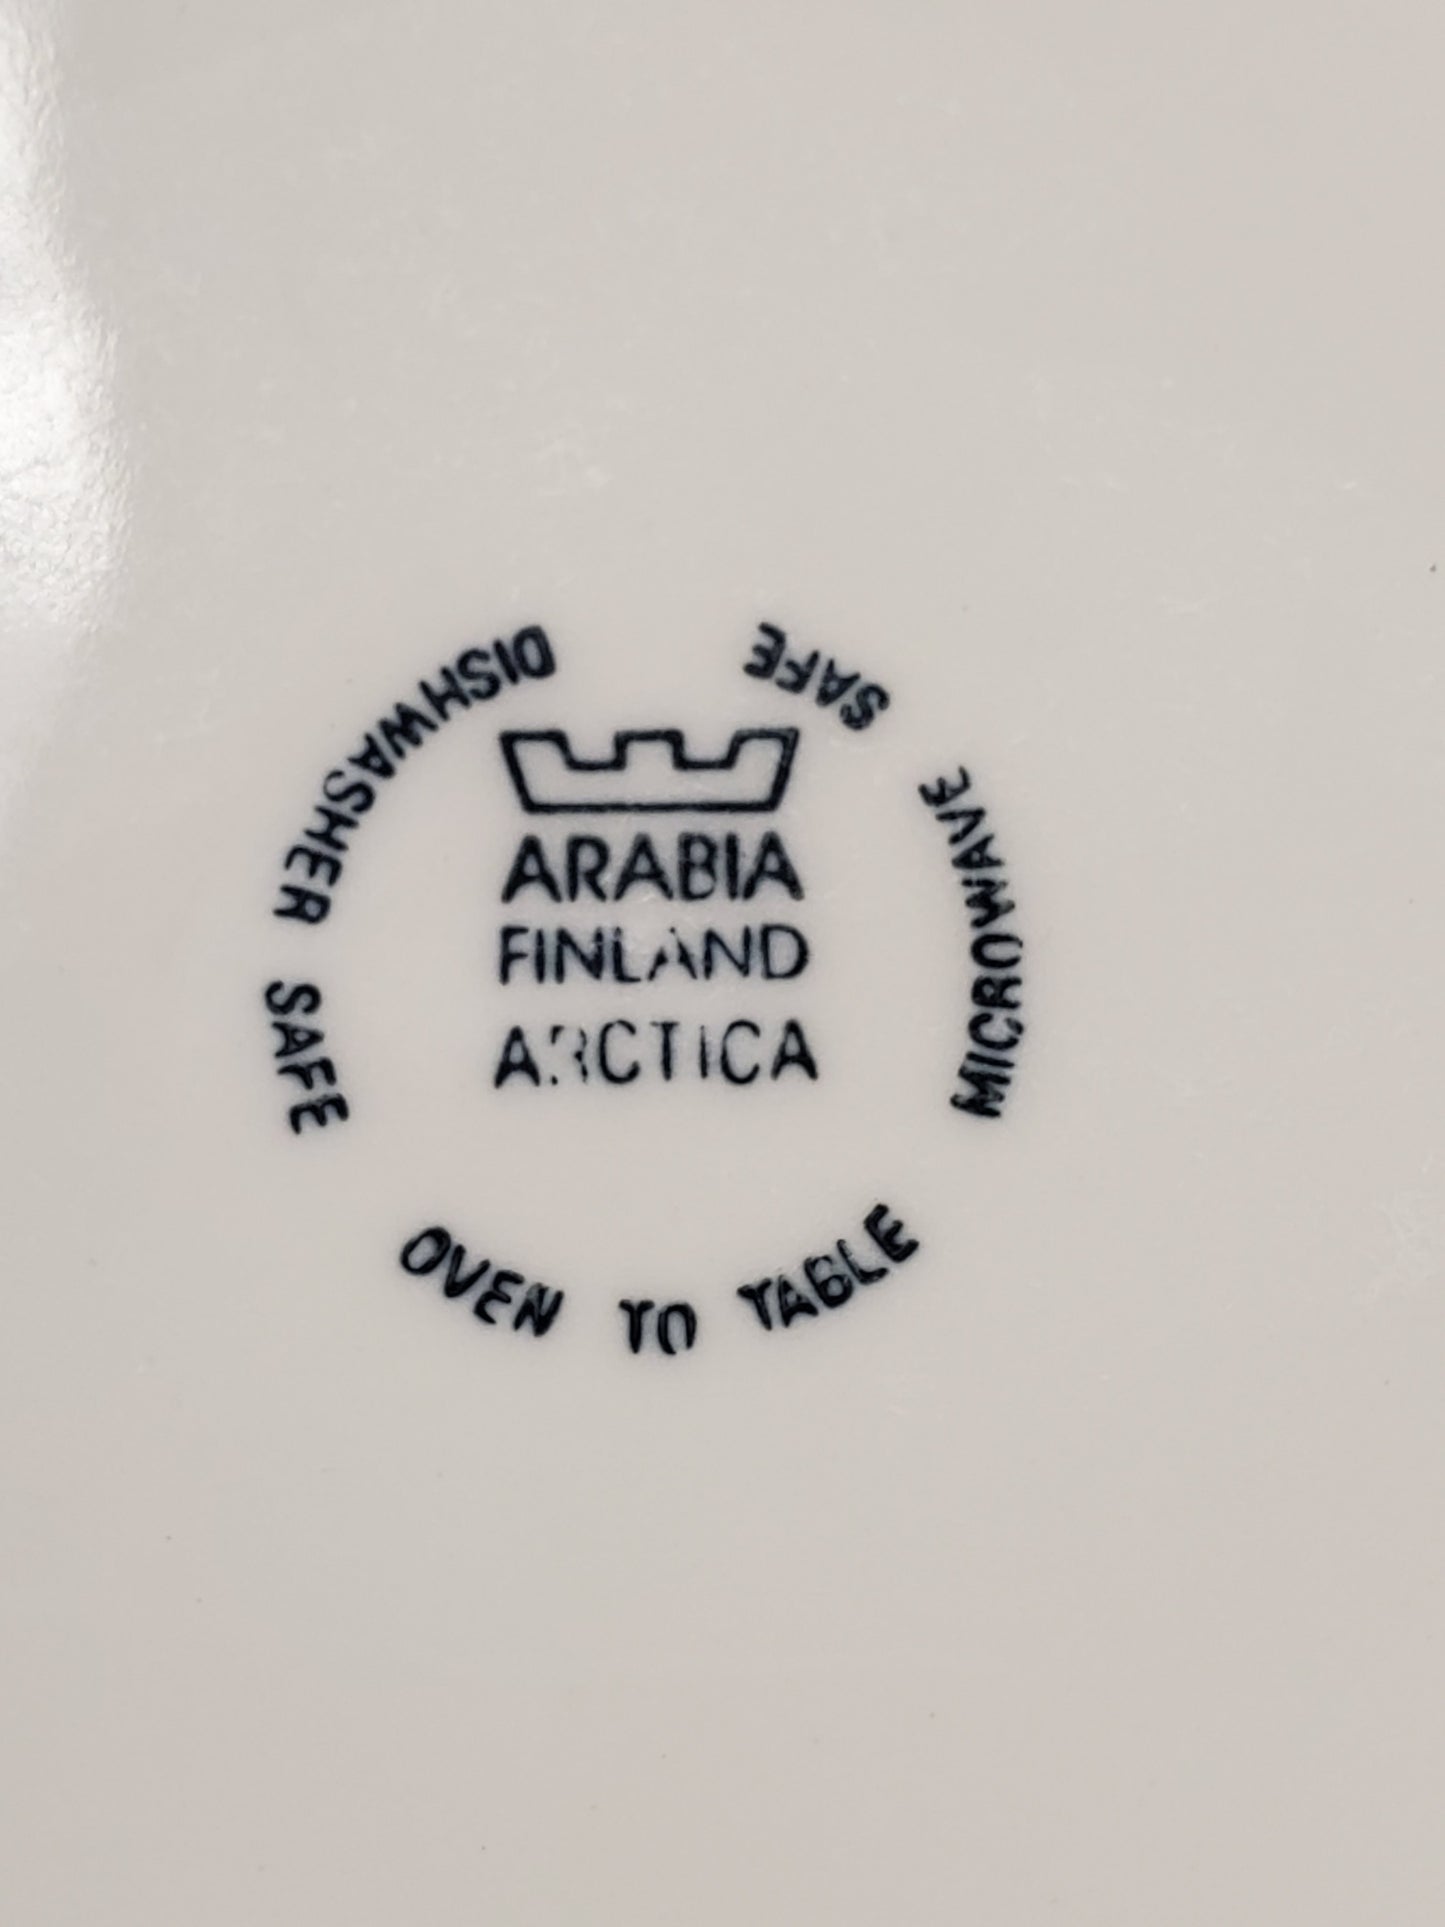 ARABIA
FINLAND
ARCTICA
DISHWASHER SAFE
OVEN TO TABLE
MICROWAVE SAFE